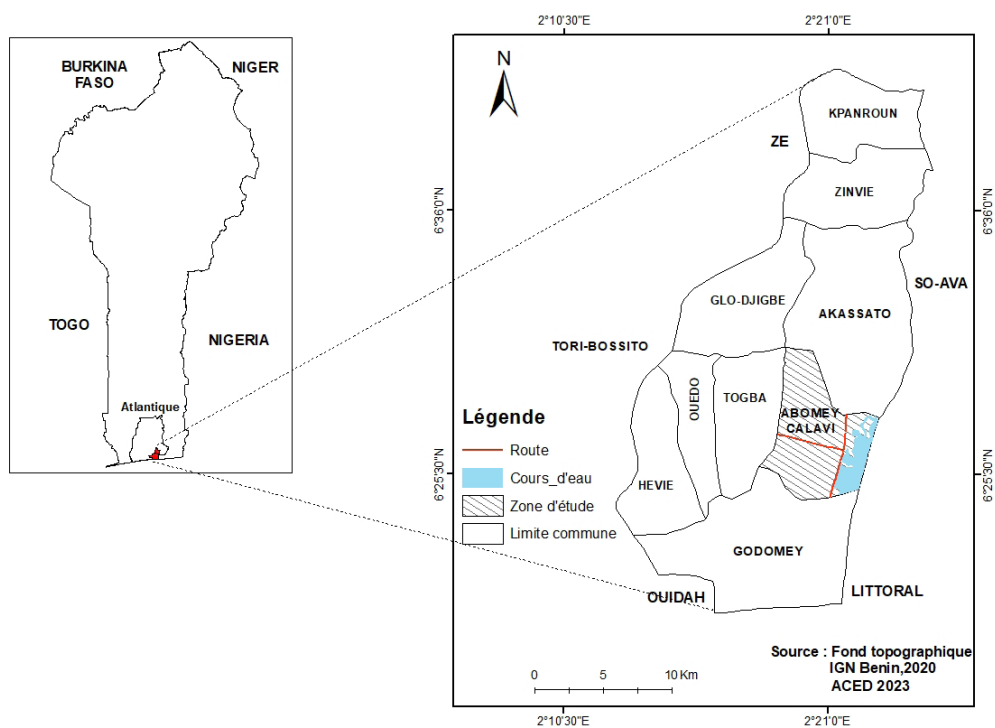 BURKINA
FASO
NIGER
TOGO
NIGERIA
Atlantique
2°10'30"E
2°21'0"E
6°36'0"N
6°25'30"N
N
KPANROUN
ZE
ZINVIE
SO-AVA
GLO-DJIGBE
AKASSATO
TORI-BOSSITO
OUEDO
TOGBA
ABOMEY
CALAVI
HEVIE
GODOMEY
OUIDAH
LITTORAL
Légende
Route
Cours_d'eau
Zone d'étude
Limite commune
Source : Fond topographique
IGN Benin,2020
ACED 2023
0 5 10 Km
6°36'0"N
6°25'30"N
2°10'30"E
2°21'0"E